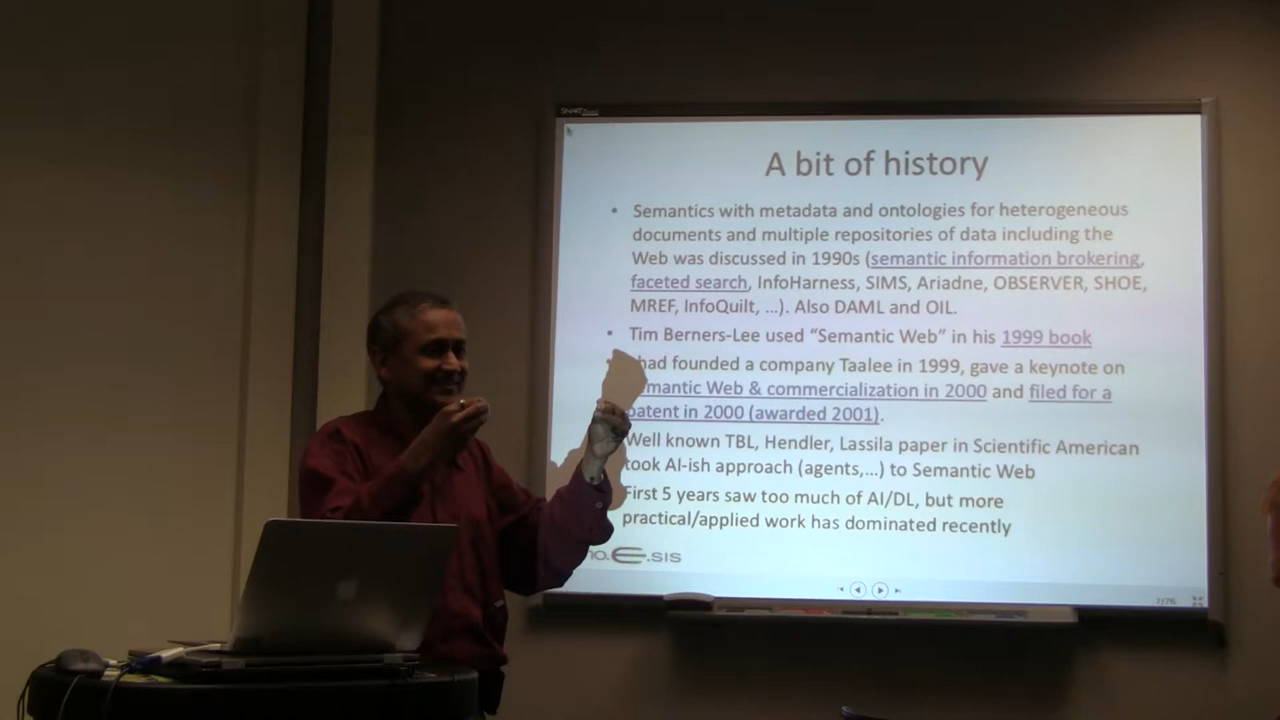 SMART
A bit of history
• Semantics with metadata and ontologies for heterogeneous
documents and multiple repositories of data including the
Web was discussed in 1990s (semantic information brokering,
faceted search, InfoHarness, SIMS, Ariadne, OBSERVER, SHOE,
MREF, InfoQuilt, …). Also DAML and OIL.
• Tim Berners-Lee used “Semantic Web” in his 1999 book
had founded a company Taalee in 1999, gave a keynote on
mantic Web & commercialization in 2000 and filed for a
patent in 2000 (awarded 2001).
Well known TBL, Hendler, Lassila paper in Scientific American
took AI-ish approach (agents,…) to Semantic Web
First 5 years saw too much of AI/DL, but more
practical/applied work has dominated recently
no.e.sis
7/76